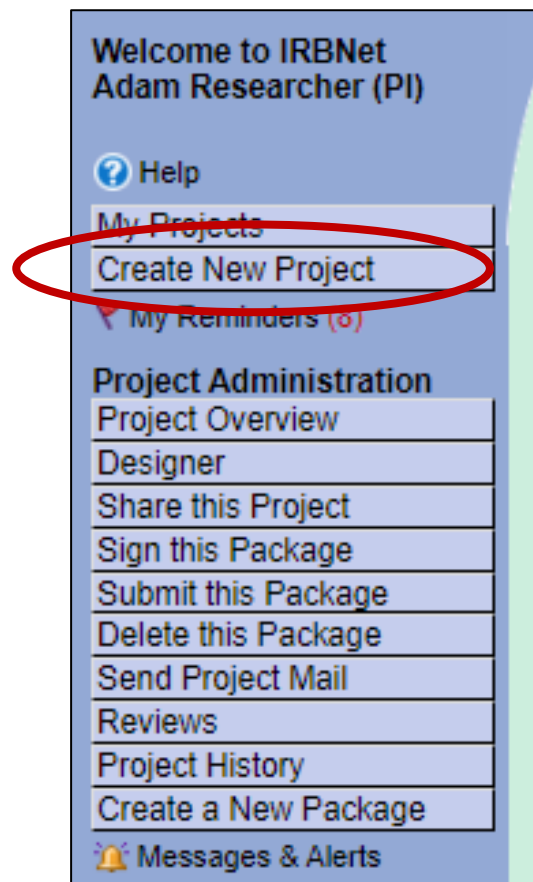 Welcome to IRBNet
Adam Researcher (PI)
Help
My Projects
Create New Project
My Reminders (8)
Project Administration
Project Overview
Designer
Share this Project
Sign this Package
Submit this Package
Delete this Package
Send Project Mail
Reviews
Project History
Create a New Package
Messages & Alerts